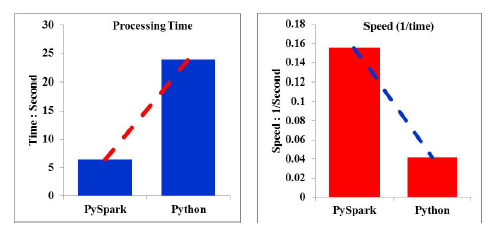 Processing Time
Time : Second
30
25
20
15
10
5
0
PySpark
Python
Speed (1/time)
Speed : 1/Second
0.18
0.16
0.14
0.12
0.1
0.08
0.06
0.04
0.02
0
PySpark
Python